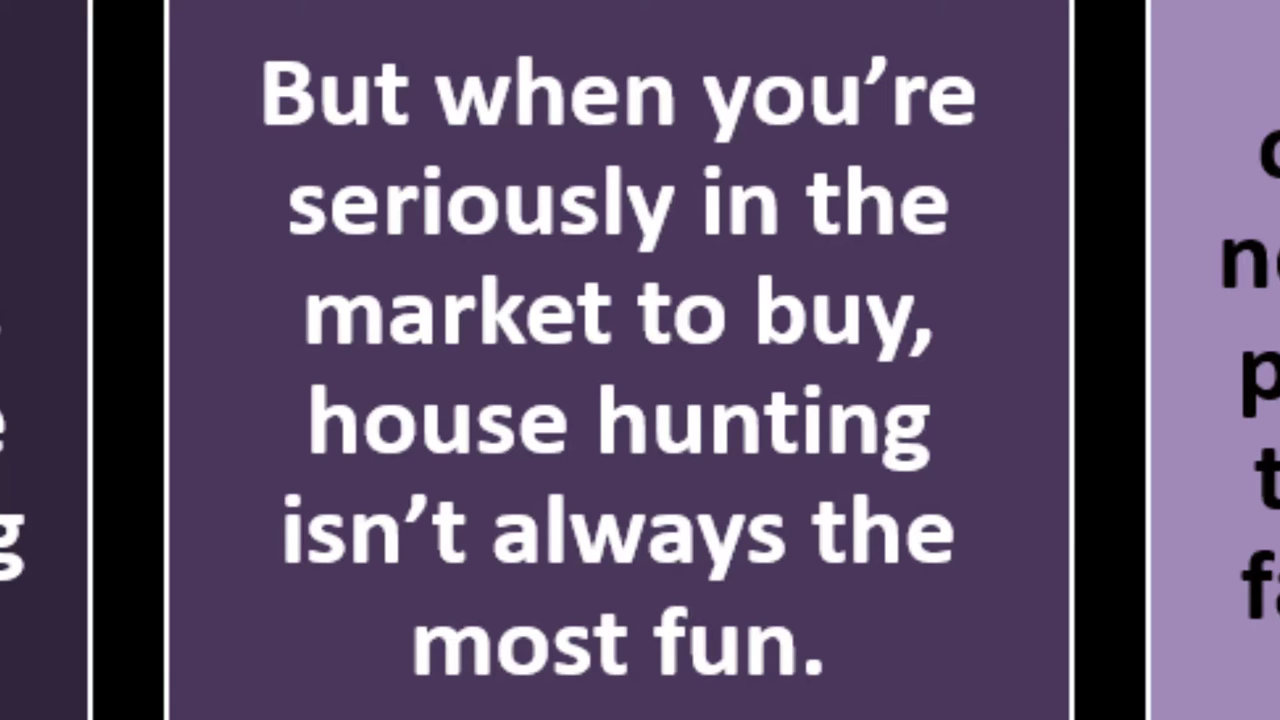 But when you’re
seriously in the
market to buy,
house hunting
isn’t always the
most fun.